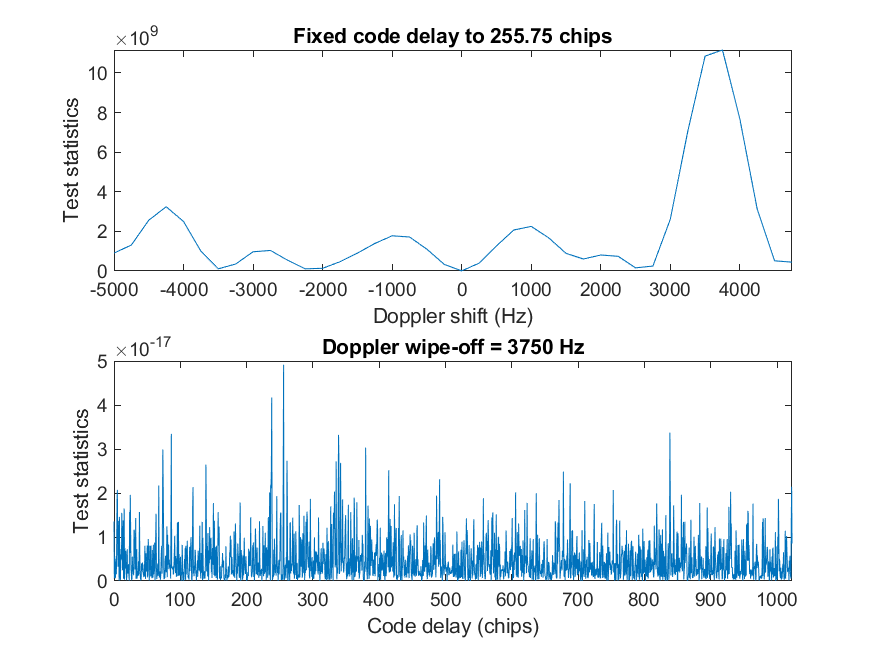 ×10^9
Fixed code delay to 255.75 chips
10
8
6
4
2
0
Test statistics
-5000 -4000 -3000 -2000 -1000 0 1000 2000 3000 4000
Doppler shift (Hz)
×10^-17
Doppler wipe-off = 3750 Hz
5
4
3
2
1
0
Test statistics
0 100 200 300 400 500 600 700 800 900 1000
Code delay (chips)